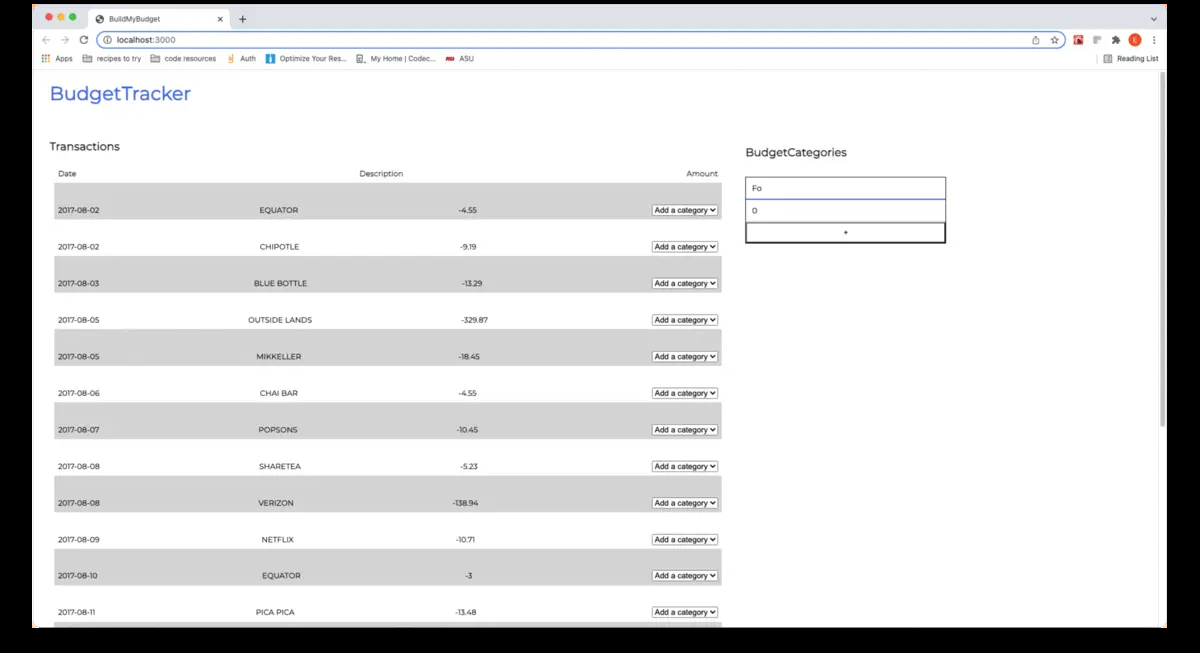 BuildMyBudget
localhost:3000
Apps recipes to try code resources Auth Optimize Your Res... My Home | Codec... ASU Reading List
BudgetTracker
Transactions
BudgetCategories
Date Description Amount
Fo
2017-08-02 EQUATOR -4.55 Add a category
0
+
2017-08-02 CHIPOTLE -9.19 Add a category
2017-08-03 BLUE BOTTLE -13.29 Add a category
2017-08-05 OUTSIDE LANDS -329.87 Add a category
2017-08-05 MIKKELLER -18.45 Add a category
2017-08-06 CHAI BAR -4.55 Add a category
2017-08-07 POPSONS -10.45 Add a category
2017-08-08 SHARETEA -5.23 Add a category
2017-08-08 VERIZON -138.94 Add a category
2017-08-09 NETFLIX -10.71 Add a category
2017-08-10 EQUATOR -3 Add a category
2017-08-11 PICA PICA -13.48 Add a category